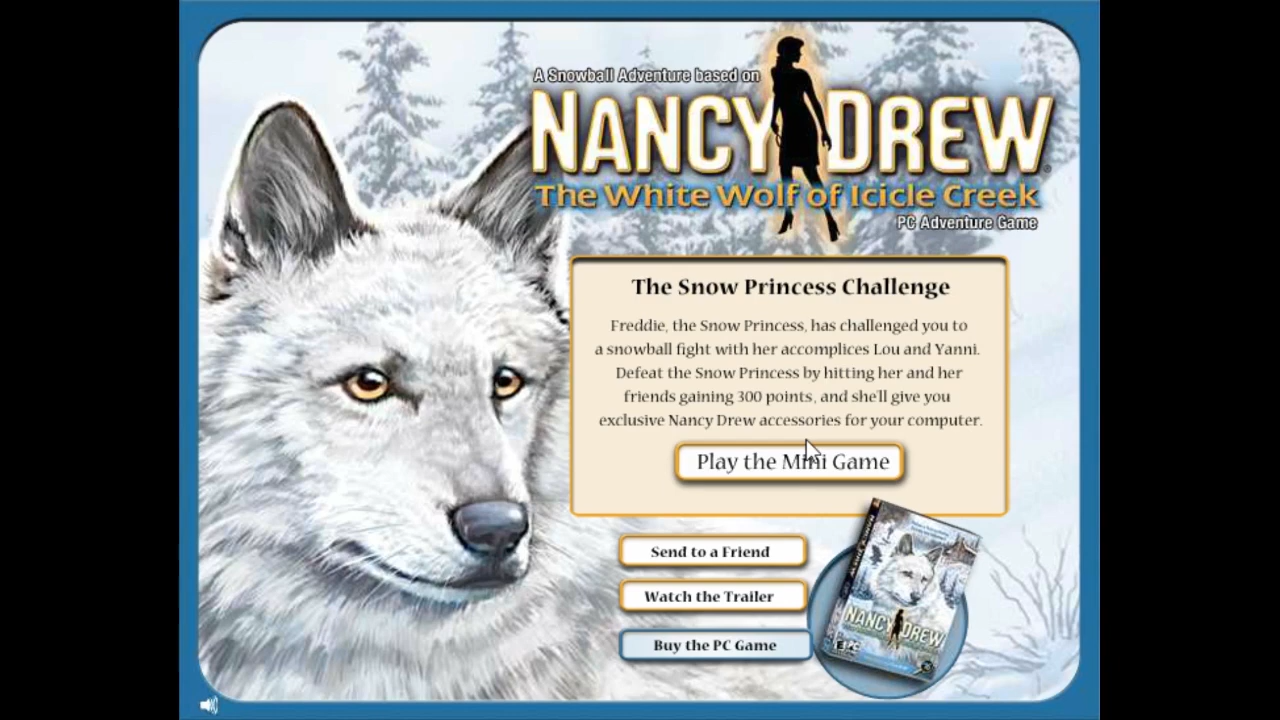 A Snowball Adventure based on
NANCY DREW
The White Wolf of Icicle Creek
PC Adventure Game
The Snow Princess Challenge
Freddie, the Snow Princess, has challenged you to
a snowball fight with her accomplices Lou and Yanni.
Defeat the Snow Princess by hitting her and her
friends gaining 300 points, and she'll give you
exclusive Nancy Drew accessories for your computer.
Play the Mini Game
Send to a Friend
Watch the Trailer
Buy the PC Game
NANCY DREW